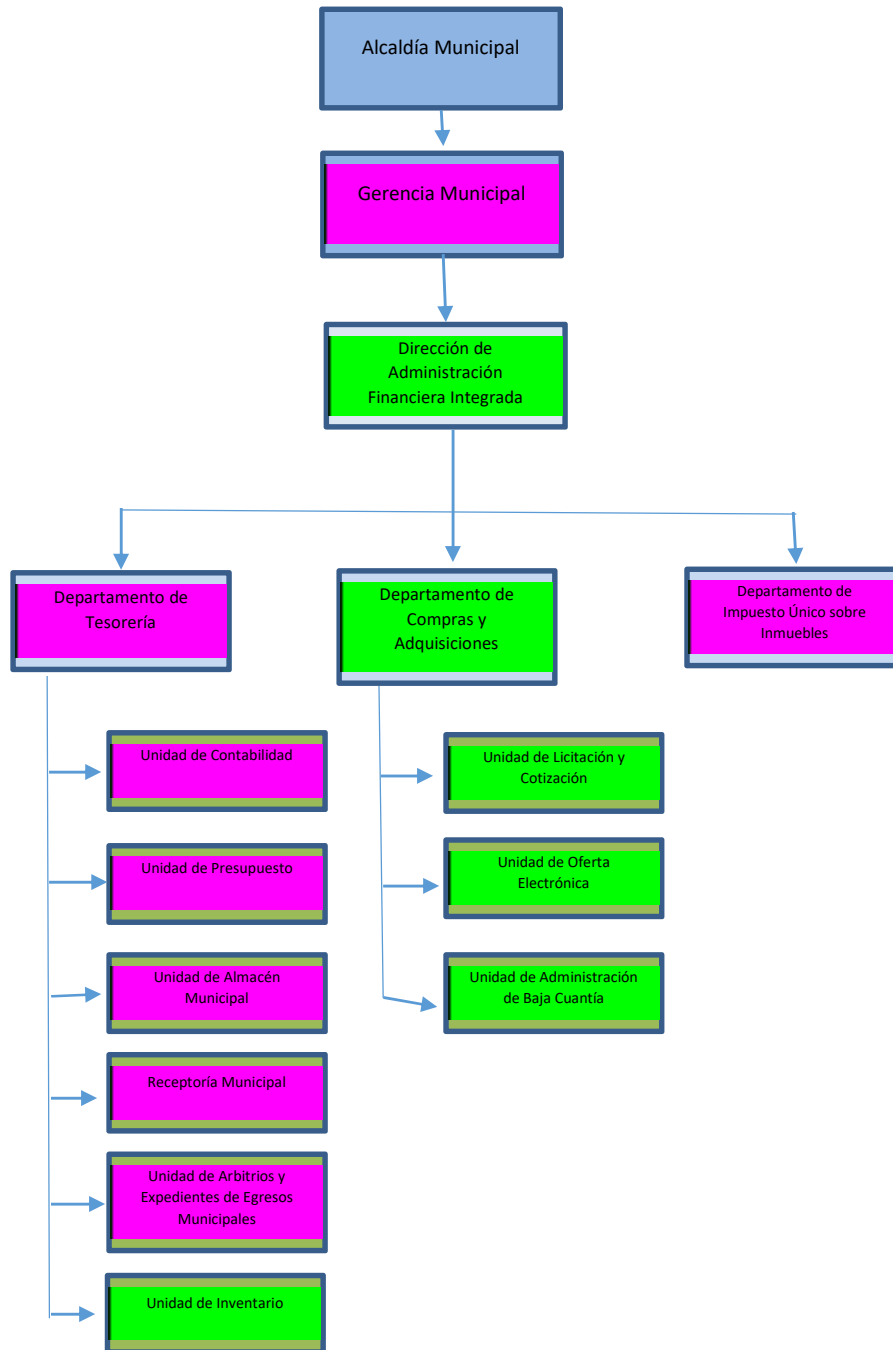 Alcaldía Municipal
Gerencia Municipal
Dirección de
Administración
Financiera Integrada
Departamento de
Tesorería
Departamento de
Compras y
Adquisiciones
Departamento de
Impuesto Único sobre
Inmuebles
Unidad de Contabilidad
Unidad de Presupuesto
Unidad de Almacén
Municipal
Receptoría Municipal
Unidad de Arbitrios y
Expedientes de Egresos
Municipales
Unidad de Inventario
Unidad de Licitación y
Cotización
Unidad de Oferta
Electrónica
Unidad de Administración
de Baja Cuantía